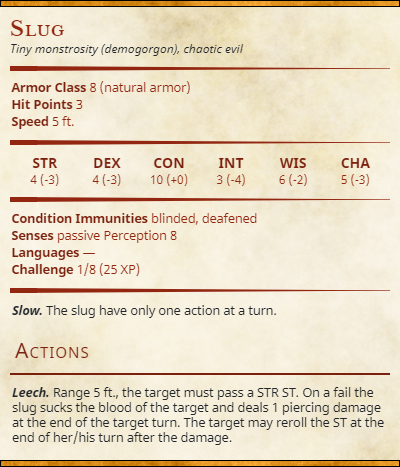 Slug
Tiny monstrosity (demogorgon), chaotic evil
Armor Class 8 (natural armor)
Hit Points 3
Speed 5 ft.
STR DEX CON INT WIS CHA
4 (-3) 4 (-3) 10 (+0) 3 (-4) 6 (-2) 5 (-3)
Condition Immunities blinded, deafened
Senses passive Perception 8
Languages —
Challenge 1/8 (25 XP)
Slow. The slug have only one action at a turn.
Actions
Leech. Range 5 ft., the target must pass a STR ST. On a fail the
slug sucks the blood of the target and deals 1 piercing damage
at the end of the target turn. The target may reroll the ST at the
end of her/his turn after the damage.